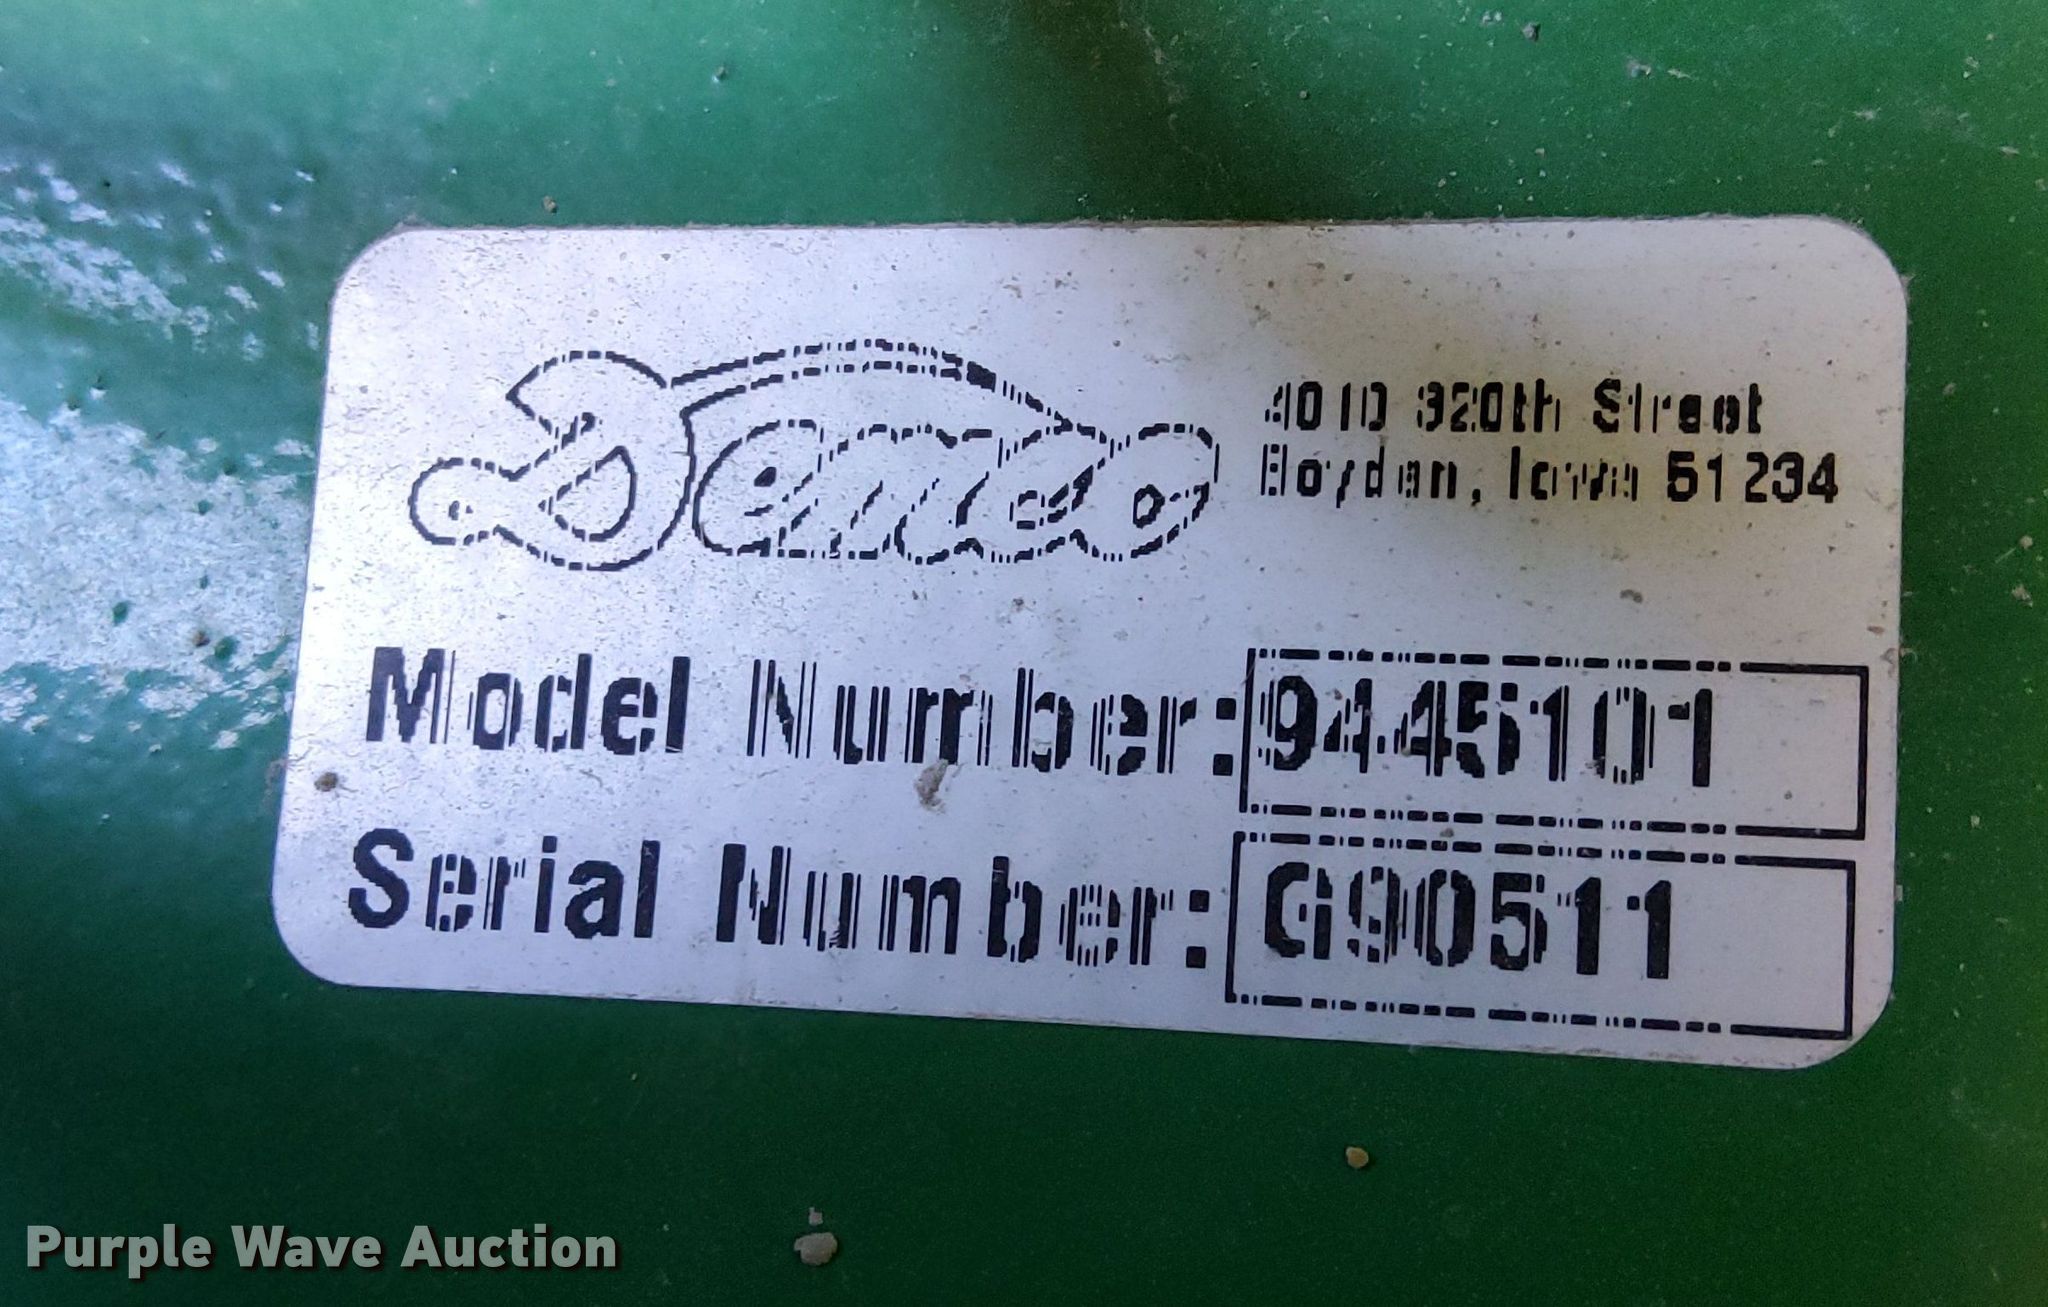 Demco
4010 320th Street
Boyden, Iowa 51234
Model Number: 9445101
Serial Number: G90511
Purple Wave Auction